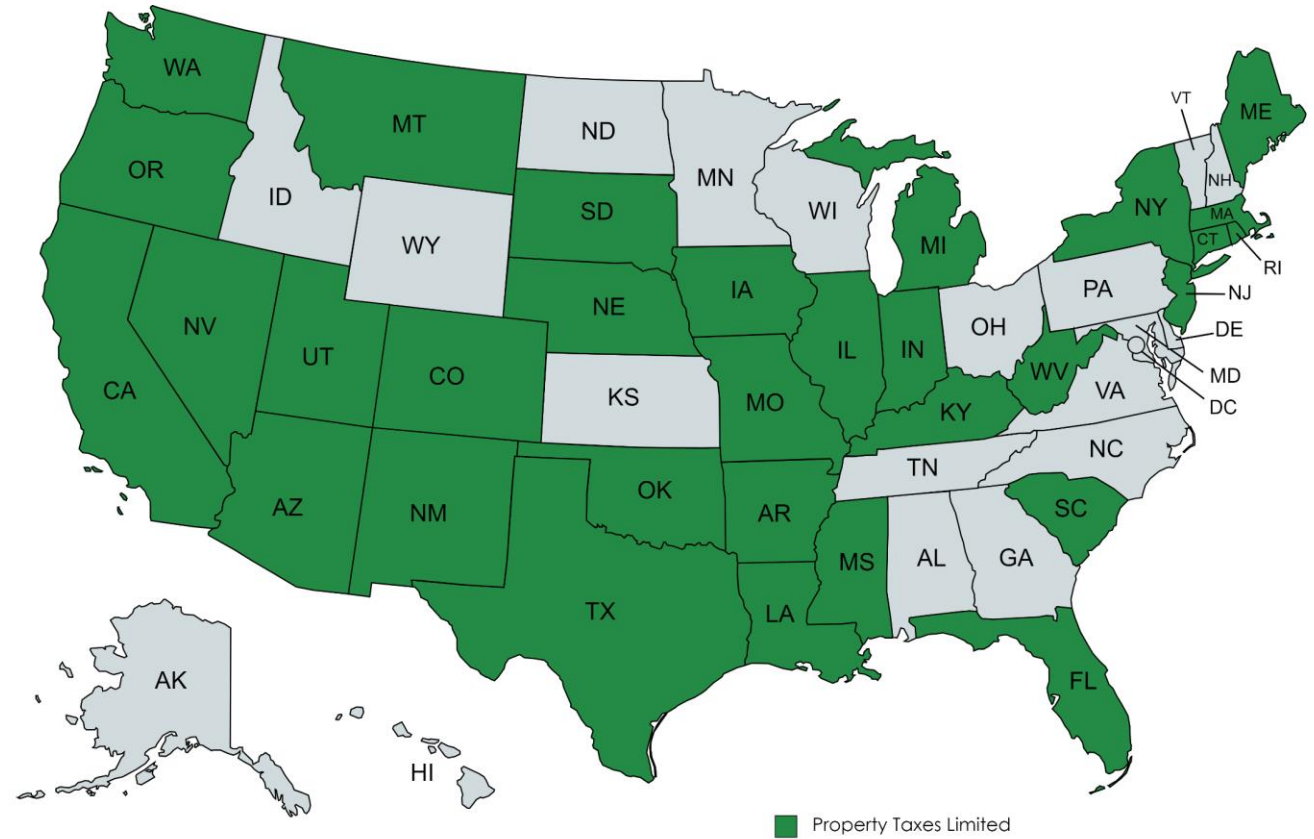 WA
MT
ND
MN
VT
ME
OR
ID
SD
WI
NH
WY
MI
NY
MA
CT
RI
NE
IA
PA
NJ
NV
UT
CO
IL
IN
OH
DE
CA
KS
MO
WV
VA
MD
DC
KY
AZ
NM
OK
AR
TN
NC
SC
TX
LA
MS
AL
GA
FL
AK
HI
Property Taxes Limited